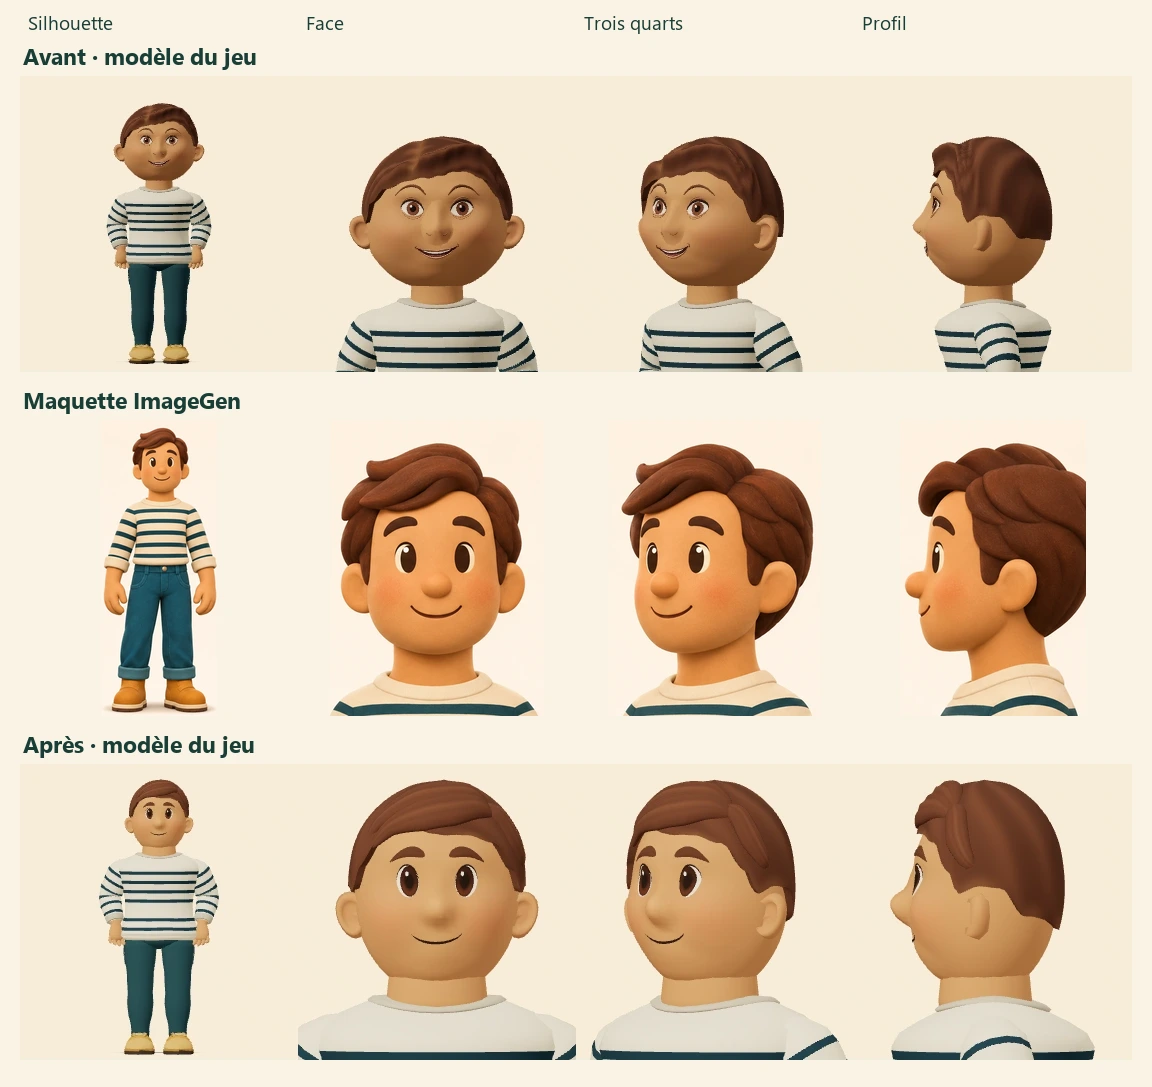 Silhouette
Face
Trois quarts
Profil
Avant · modèle du jeu
Maquette ImageGen
Après · modèle du jeu